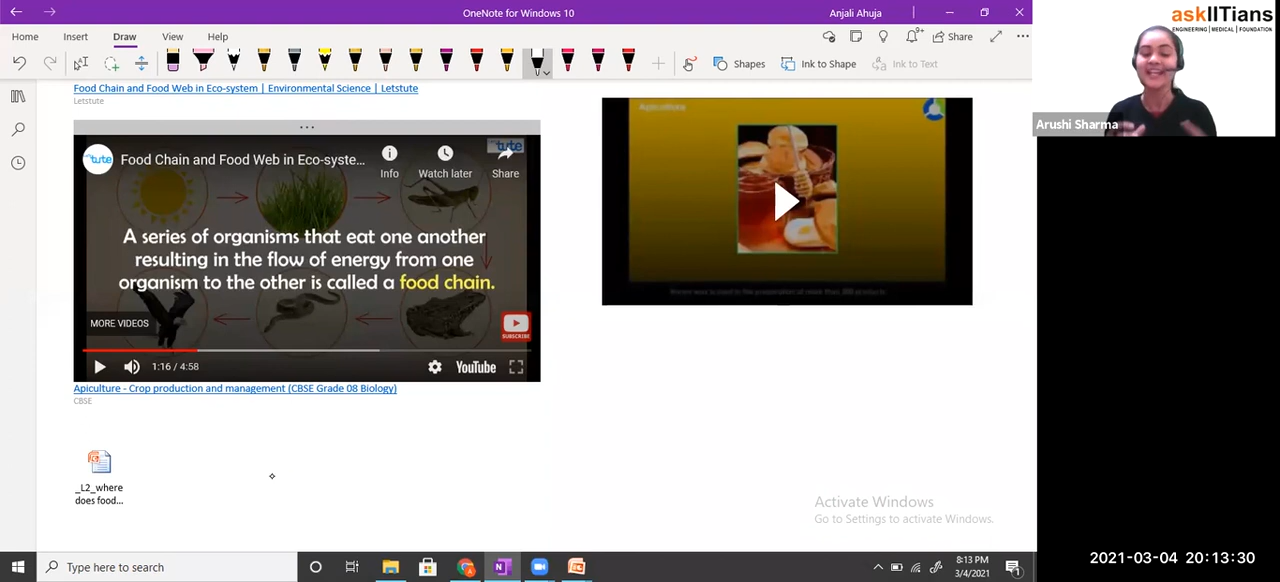 OneNote for Windows 10
Anjali Ahuja
Home
Insert
Draw
View
Help
Share
Shapes
Ink to Shape
Ink to Text
askIITians
ENGINEERING | MEDICAL | FOUNDATION
Arushi Sharma
Food Chain and Food Web in Eco-system | Environmental Science | Letstute
Letstute
tute
Food Chain and Food Web in Eco-syste...
Info
Watch later
Share
tute
A series of organisms that eat one another
resulting in the flow of energy from one
organism to the other is called a food chain.
MORE VIDEOS
SUBSCRIBE
1:16 / 4:58
YouTube
Apiculture - Crop production and management (CBSE Grade 08 Biology)
CBSE
_L2_where
does food...
Activate Windows
Go to Settings to activate Windows.
Type here to search
8:13 PM
3/4/2021
1
2021-03-04 20:13:30